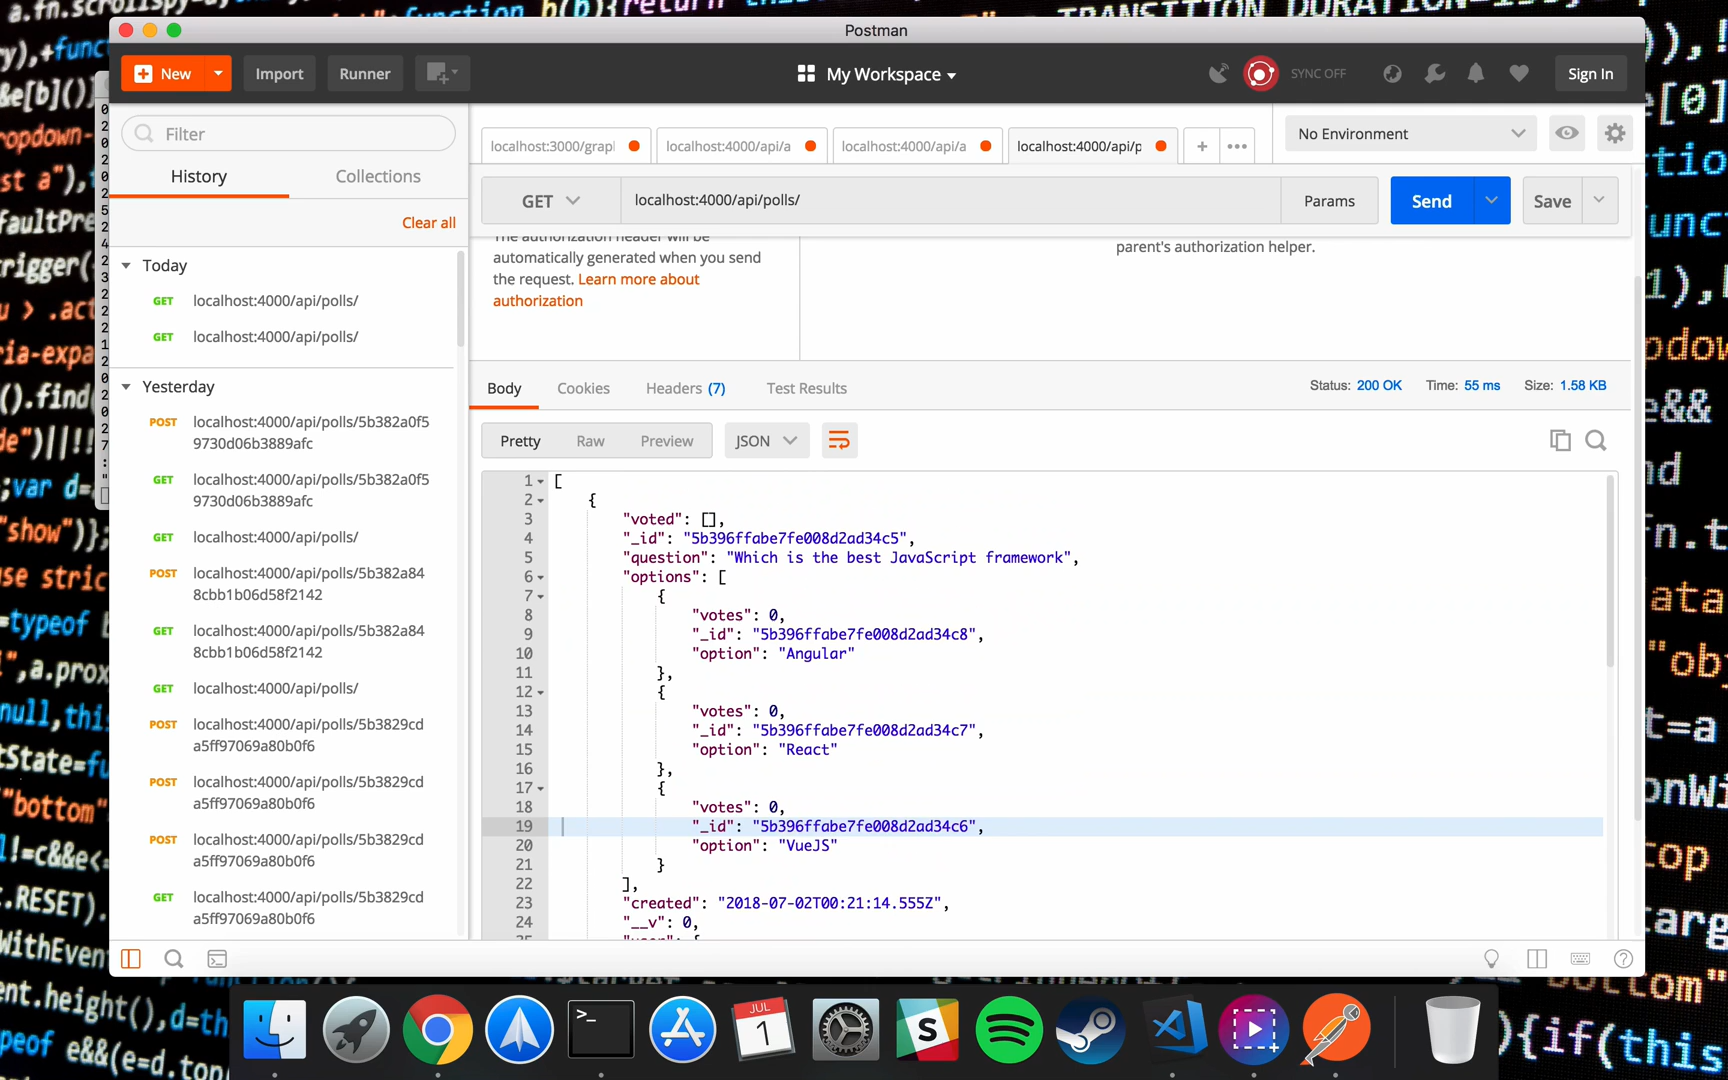 Postman
New
Import
Runner
My Workspace
SYNC OFF
Sign In
Filter
History
Collections
Clear all
Today
GET localhost:4000/api/polls/
GET localhost:4000/api/polls/
Yesterday
POST localhost:4000/api/polls/5b382a0f5
9730d06b3889afc
GET localhost:4000/api/polls/5b382a0f5
9730d06b3889afc
GET localhost:4000/api/polls/
POST localhost:4000/api/polls/5b382a84
8cbb1b06d58f2142
GET localhost:4000/api/polls/5b382a84
8cbb1b06d58f2142
GET localhost:4000/api/polls/
POST localhost:4000/api/polls/5b3829cd
a5ff97069a80b0f6
POST localhost:4000/api/polls/5b3829cd
a5ff97069a80b0f6
POST localhost:4000/api/polls/5b3829cd
a5ff97069a80b0f6
GET localhost:4000/api/polls/5b3829cd
a5ff97069a80b0f6
localhost:3000/grap
localhost:4000/api/a
localhost:4000/api/a
localhost:4000/api/p
No Environment
GET
localhost:4000/api/polls/
Params
Send
Save
The authorization header will be
automatically generated when you send
the request. Learn more about
authorization
parent's authorization helper.
Body
Cookies
Headers (7)
Test Results
Status: 200 OK
Time: 55 ms
Size: 1.58 KB
Pretty
Raw
Preview
JSON
1 [
2 {
3 "voted": [],
4 "_id": "5b396ffabe7fe008d2ad34c5",
5 "question": "Which is the best JavaScript framework",
6 "options": [
7 {
8 "votes": 0,
9 "_id": "5b396ffabe7fe008d2ad34c8",
10 "option": "Angular"
11 },
12 {
13 "votes": 0,
14 "_id": "5b396ffabe7fe008d2ad34c7",
15 "option": "React"
16 },
17 {
18 "votes": 0,
19 "_id": "5b396ffabe7fe008d2ad34c6",
20 "option": "VueJS"
21 }
22 ],
23 "created": "2018-07-02T00:21:14.555Z",
24 "__v": 0,
JUL
1